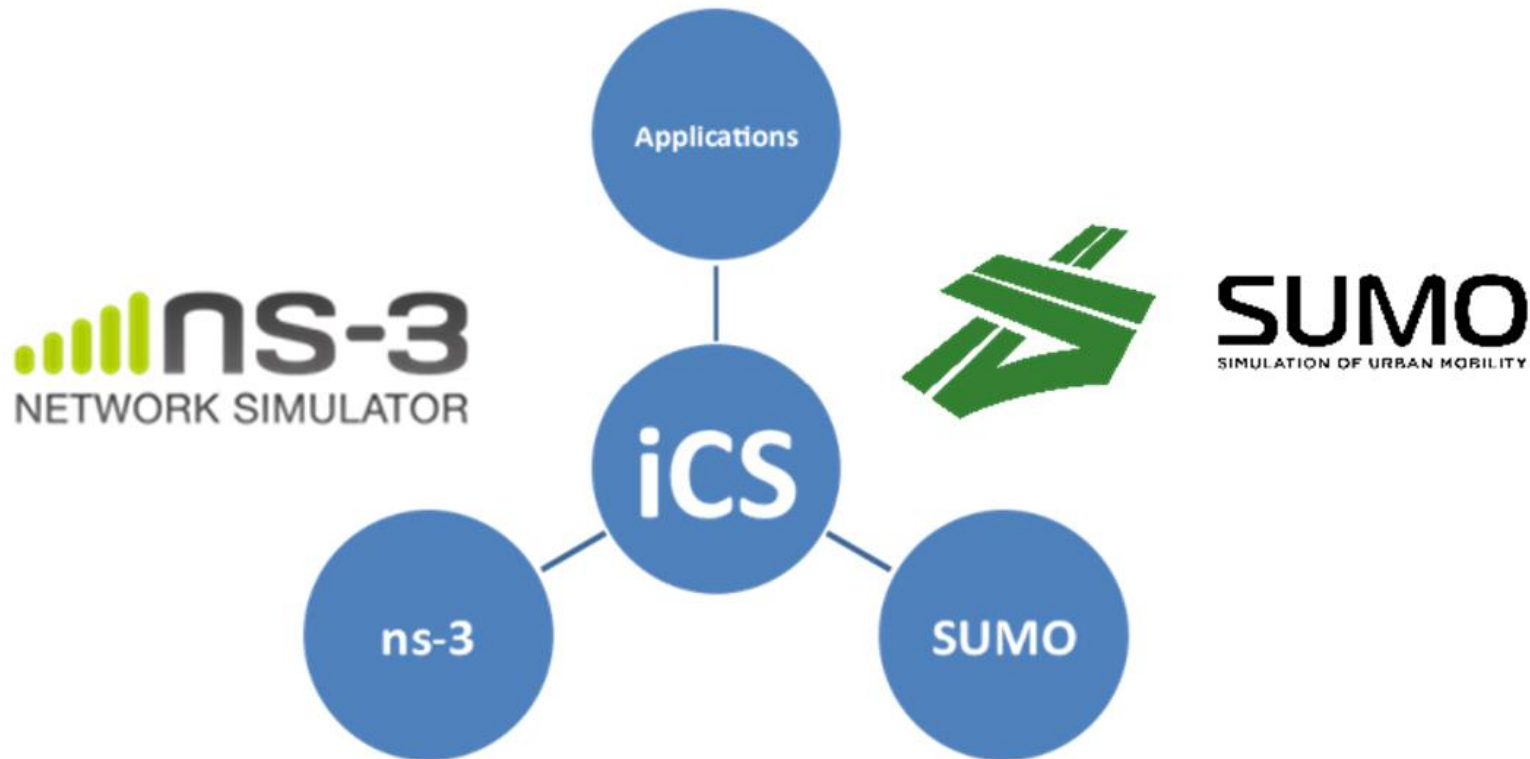 Applications
ns-3
NETWORK SIMULATOR
SUMO
SIMULATION OF URBAN MOBILITY
iCS
ns-3
SUMO